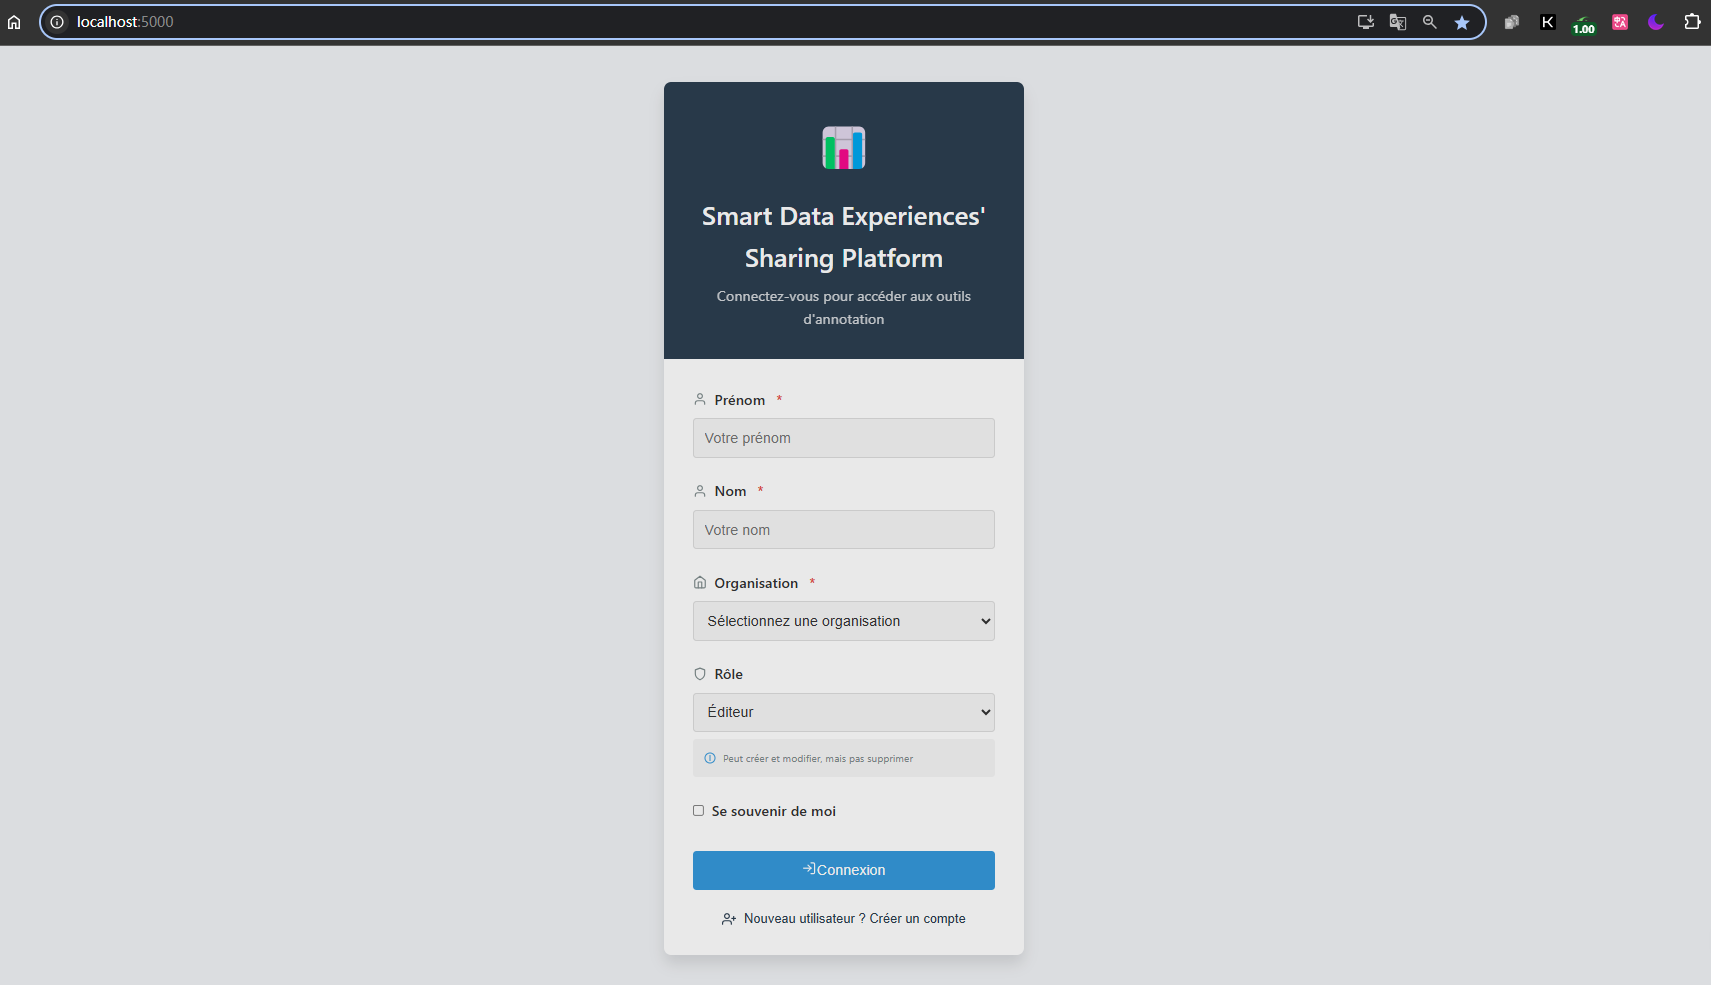 localhost:5000
1.00
Smart Data Experiences'
Sharing Platform
Connectez-vous pour accéder aux outils
d'annotation
Prénom *
Votre prénom
Nom *
Votre nom
Organisation *
Sélectionnez une organisation
Rôle
Éditeur
Peut créer et modifier, mais pas supprimer
Se souvenir de moi
Connexion
Nouveau utilisateur ? Créer un compte